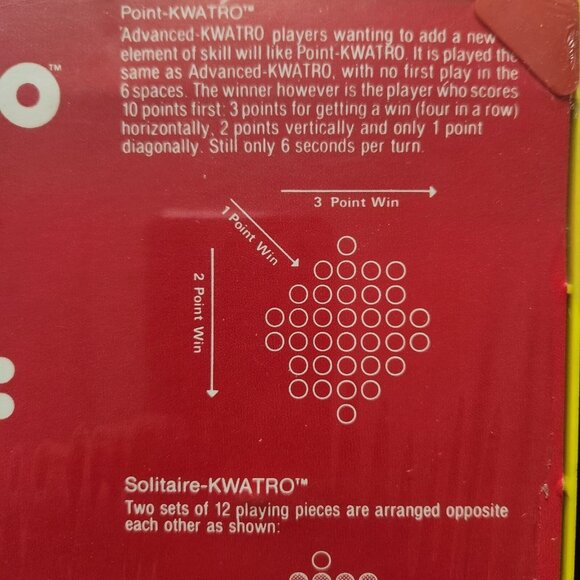 Point-KWATRO™
Advanced-KWATRO players wanting to add a new
element of skill will like Point-KWATRO. It is played the
same as Advanced-KWATRO, with no first play in the
6 spaces. The winner however is the player who scores
10 points first: 3 points for getting a win (four in a row)
horizontally, 2 points vertically and only 1 point
diagonally. Still only 6 seconds per turn.
O™
3 Point Win
1 Point Win
2 Point Win
Solitaire-KWATRO™
Two sets of 12 playing pieces are arranged opposite
each other as shown: